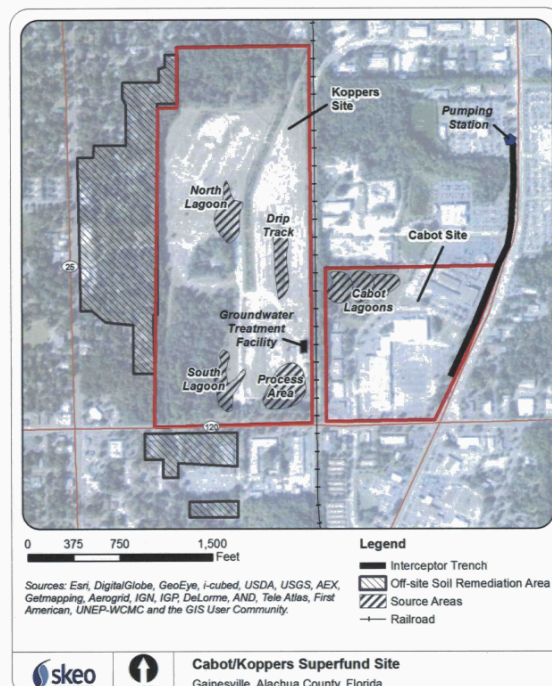 Koppers
Site
Pumping
Station
North
Lagoon
Drip
Track
Cabot Site
25
Cabot
Lagoons
Groundwater
Treatment
Facility
South
Lagoon
Process
Area
120
0 375 750 1,500
Feet
Legend
Interceptor Trench
Off-site Soil Remediation Area
Source Areas
Railroad
Sources: Esri, DigitalGlobe, GeoEye, i-cubed, USDA, USGS, AEX,
Getmapping, Aerogrid, IGN, IGP, DeLorme, AND, Tele Atlas, First
American, UNEP-WCMC and the GIS User Community.
skeo
Cabot/Koppers Superfund Site
Gainesville, Alachua County, Florida